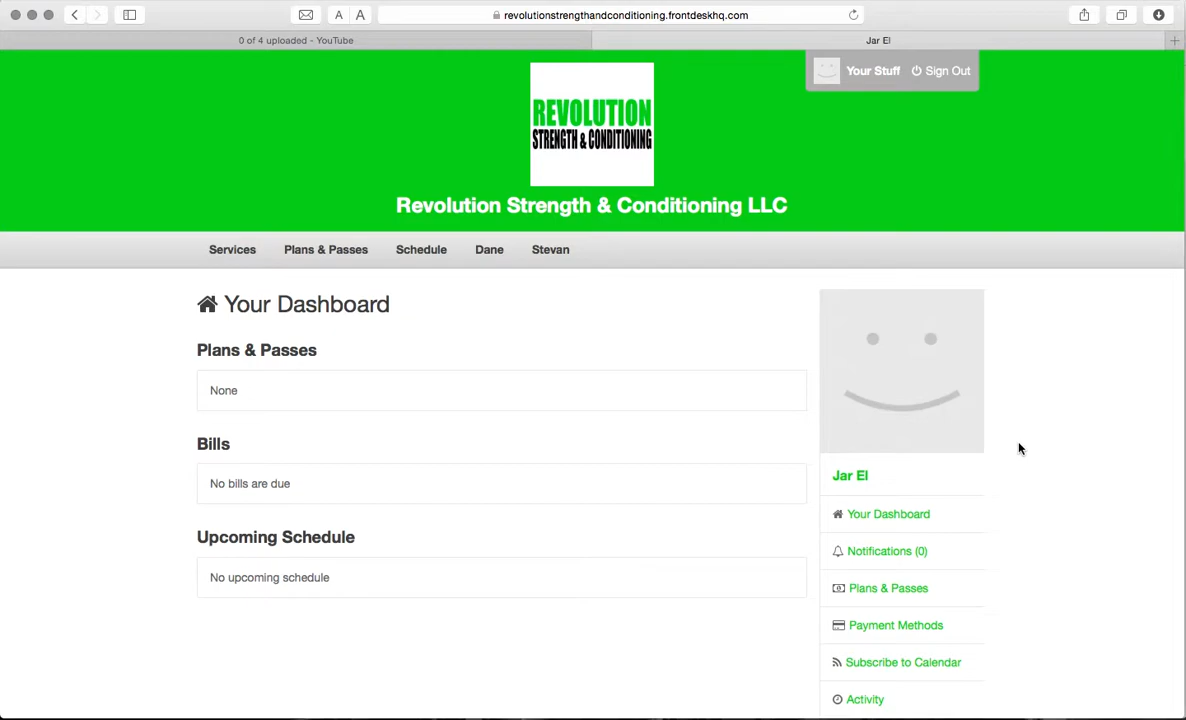 A A
revolutionstrengthandconditioning.frontdeskhq.com
0 of 4 uploaded - YouTube
Jar El
Your Stuff Sign Out
REVOLUTION
STRENGTH & CONDITIONING
Revolution Strength & Conditioning LLC
Services Plans & Passes Schedule Dane Stevan
Your Dashboard
Plans & Passes
None
Bills
No bills are due
Upcoming Schedule
No upcoming schedule
Jar El
Your Dashboard
Notifications (0)
Plans & Passes
Payment Methods
Subscribe to Calendar
Activity